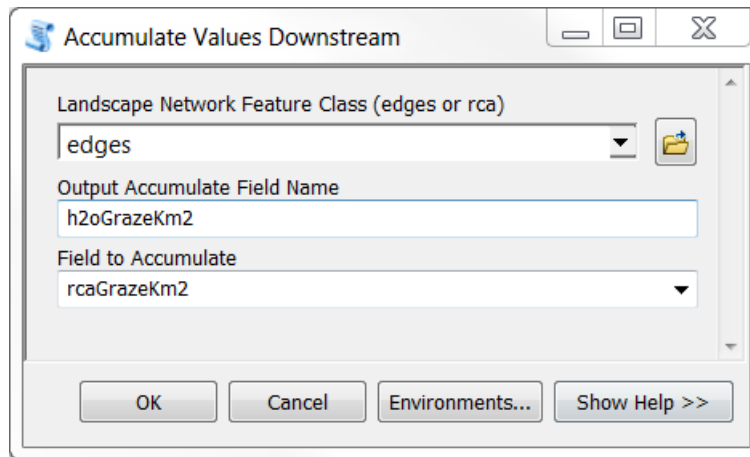 Accumulate Values Downstream
Landscape Network Feature Class (edges or rca)
edges
Output Accumulate Field Name
h2oGrazeKm2
Field to Accumulate
rcaGrazeKm2
OK Cancel Environments... Show Help >>